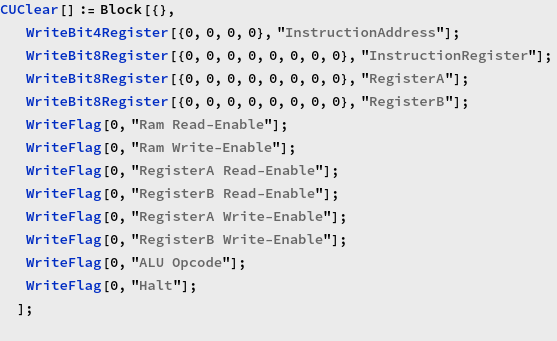 CUClear[] := Block[{},
WriteBit4Register[{0, 0, 0, 0}, "InstructionAddress"];
WriteBit8Register[{0, 0, 0, 0, 0, 0, 0, 0}, "InstructionRegister"];
WriteBit8Register[{0, 0, 0, 0, 0, 0, 0, 0}, "RegisterA"];
WriteBit8Register[{0, 0, 0, 0, 0, 0, 0, 0}, "RegisterB"];
WriteFlag[0, "Ram Read-Enable"];
WriteFlag[0, "Ram Write-Enable"];
WriteFlag[0, "RegisterA Read-Enable"];
WriteFlag[0, "RegisterB Read-Enable"];
WriteFlag[0, "RegisterA Write-Enable"];
WriteFlag[0, "RegisterB Write-Enable"];
WriteFlag[0, "ALU Opcode"];
WriteFlag[0, "Halt"];
];